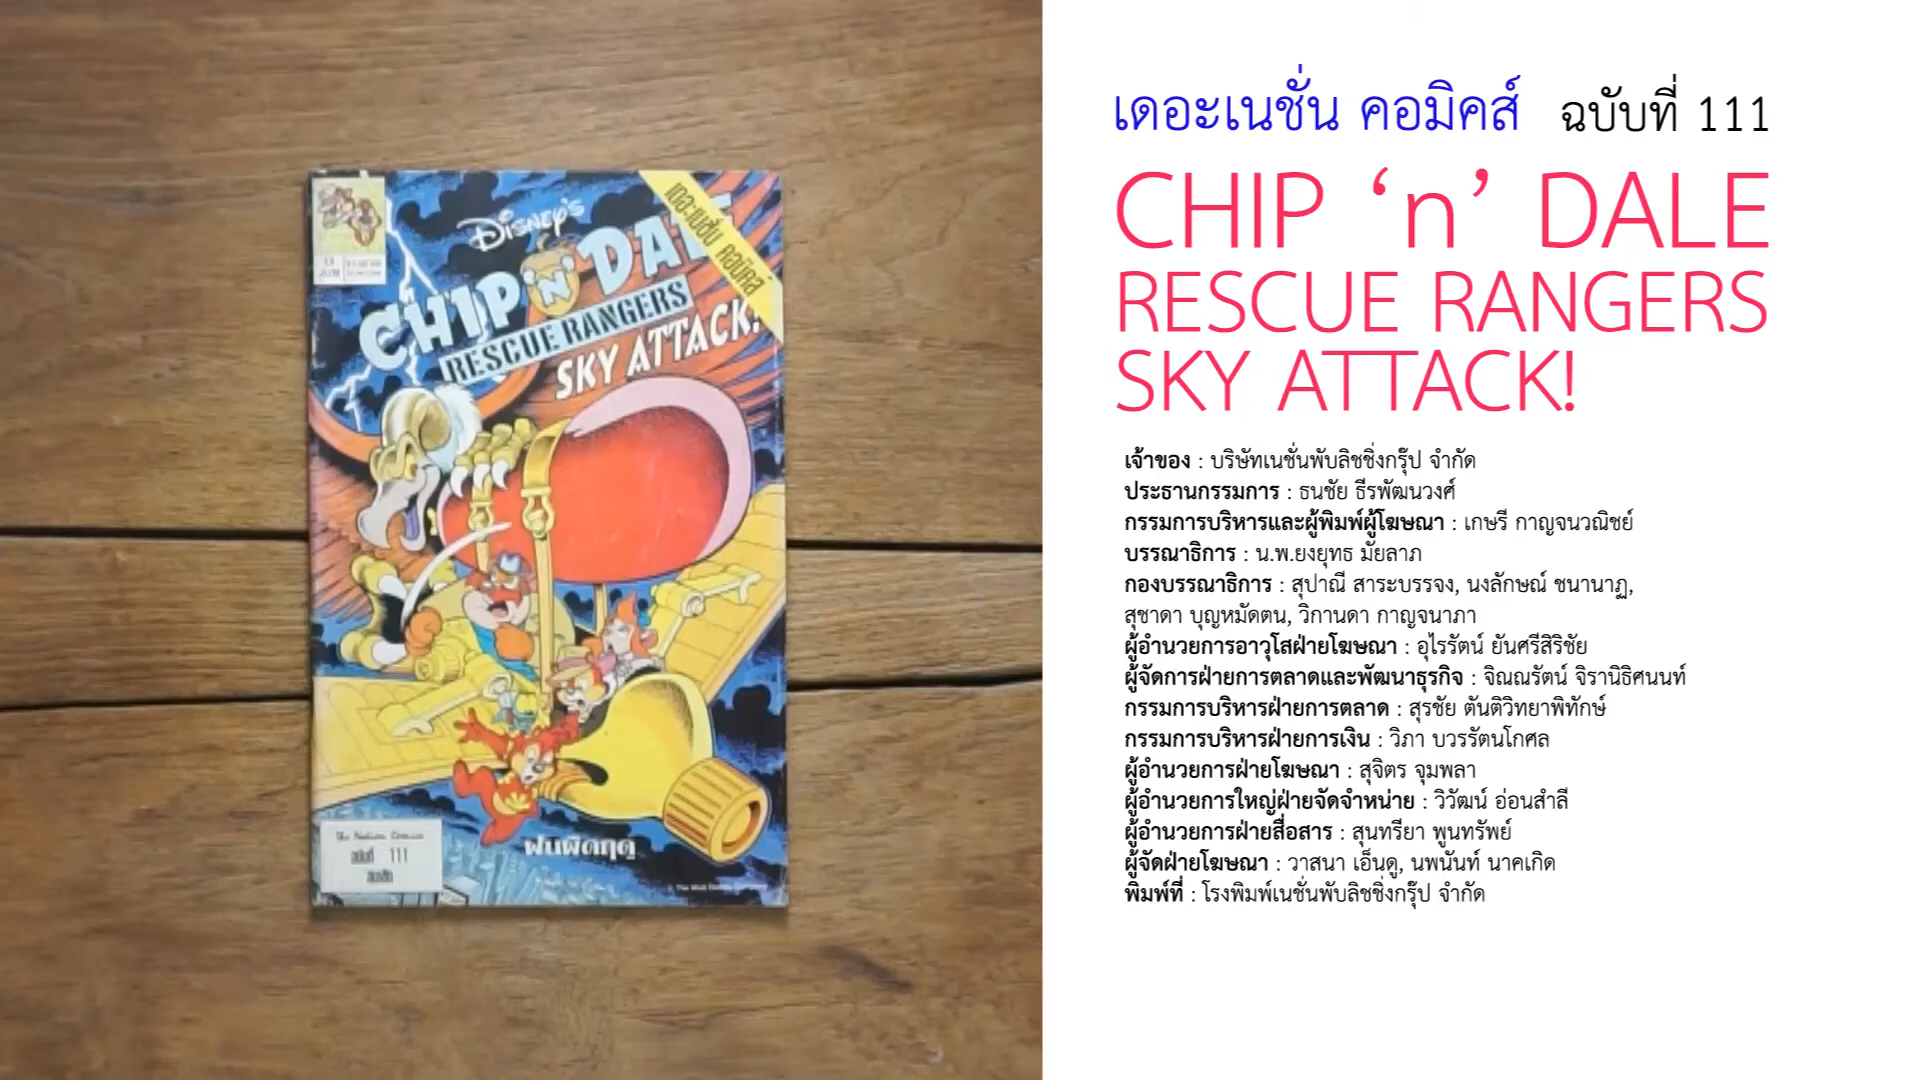 DISNEY'S
CHIP 'N' DALE
RESCUE RANGERS
SKY ATTACK!
เดอะเนชั่น คอมิคส์
13
JUN
The Nation Comics
ฉบับที่ 111
ฝนผิดฤดู
© The Walt Disney Company
เดอะเนชั่น คอมิคส์ ฉบับที่ 111
CHIP ‘n’ DALE
RESCUE RANGERS
SKY ATTACK!
เจ้าของ : บริษัทเนชั่นพับลิชชิ่งกรุ๊ป จำกัด
ประธานกรรมการ : ธนชัย ธีรพัฒนวงศ์
กรรมการบริหารและผู้พิมพ์ผู้โฆษณา : เกษรี กาญจนวณิชย์
บรรณาธิการ : น.พ.ยงยุทธ มัยลาภ
กองบรรณาธิการ : สุปาณี สาระบรรจง, นงลักษณ์ ชนานาฏ,
สุชาดา บุญหมัดตน, วิกานดา กาญจนาภา
ผู้อำนวยการอาวุโสฝ่ายโฆษณา : อุไรรัตน์ ยันศรีสิริชัย
ผู้จัดการฝ่ายการตลาดและพัฒนาธุรกิจ : จิณณรัตน์ จิรานิธิศนนท์
กรรมการบริหารฝ่ายการตลาด : สุรชัย ตันติวิทยาพิทักษ์
กรรมการบริหารฝ่ายการเงิน : วิภา บวรรัตนโกศล
ผู้อำนวยการฝ่ายโฆษณา : สุจิตร จุมพลา
ผู้อำนวยการใหญ่ฝ่ายจัดจำหน่าย : วิวัฒน์ อ่อนสำลี
ผู้อำนวยการฝ่ายสื่อสาร : สุนทรียา พูนทรัพย์
ผู้จัดฝ่ายโฆษณา : วาสนา เอ็นดู, นพนันท์ นาคเกิด
พิมพ์ที่ : โรงพิมพ์เนชั่นพับลิชชิ่งกรุ๊ป จำกัด